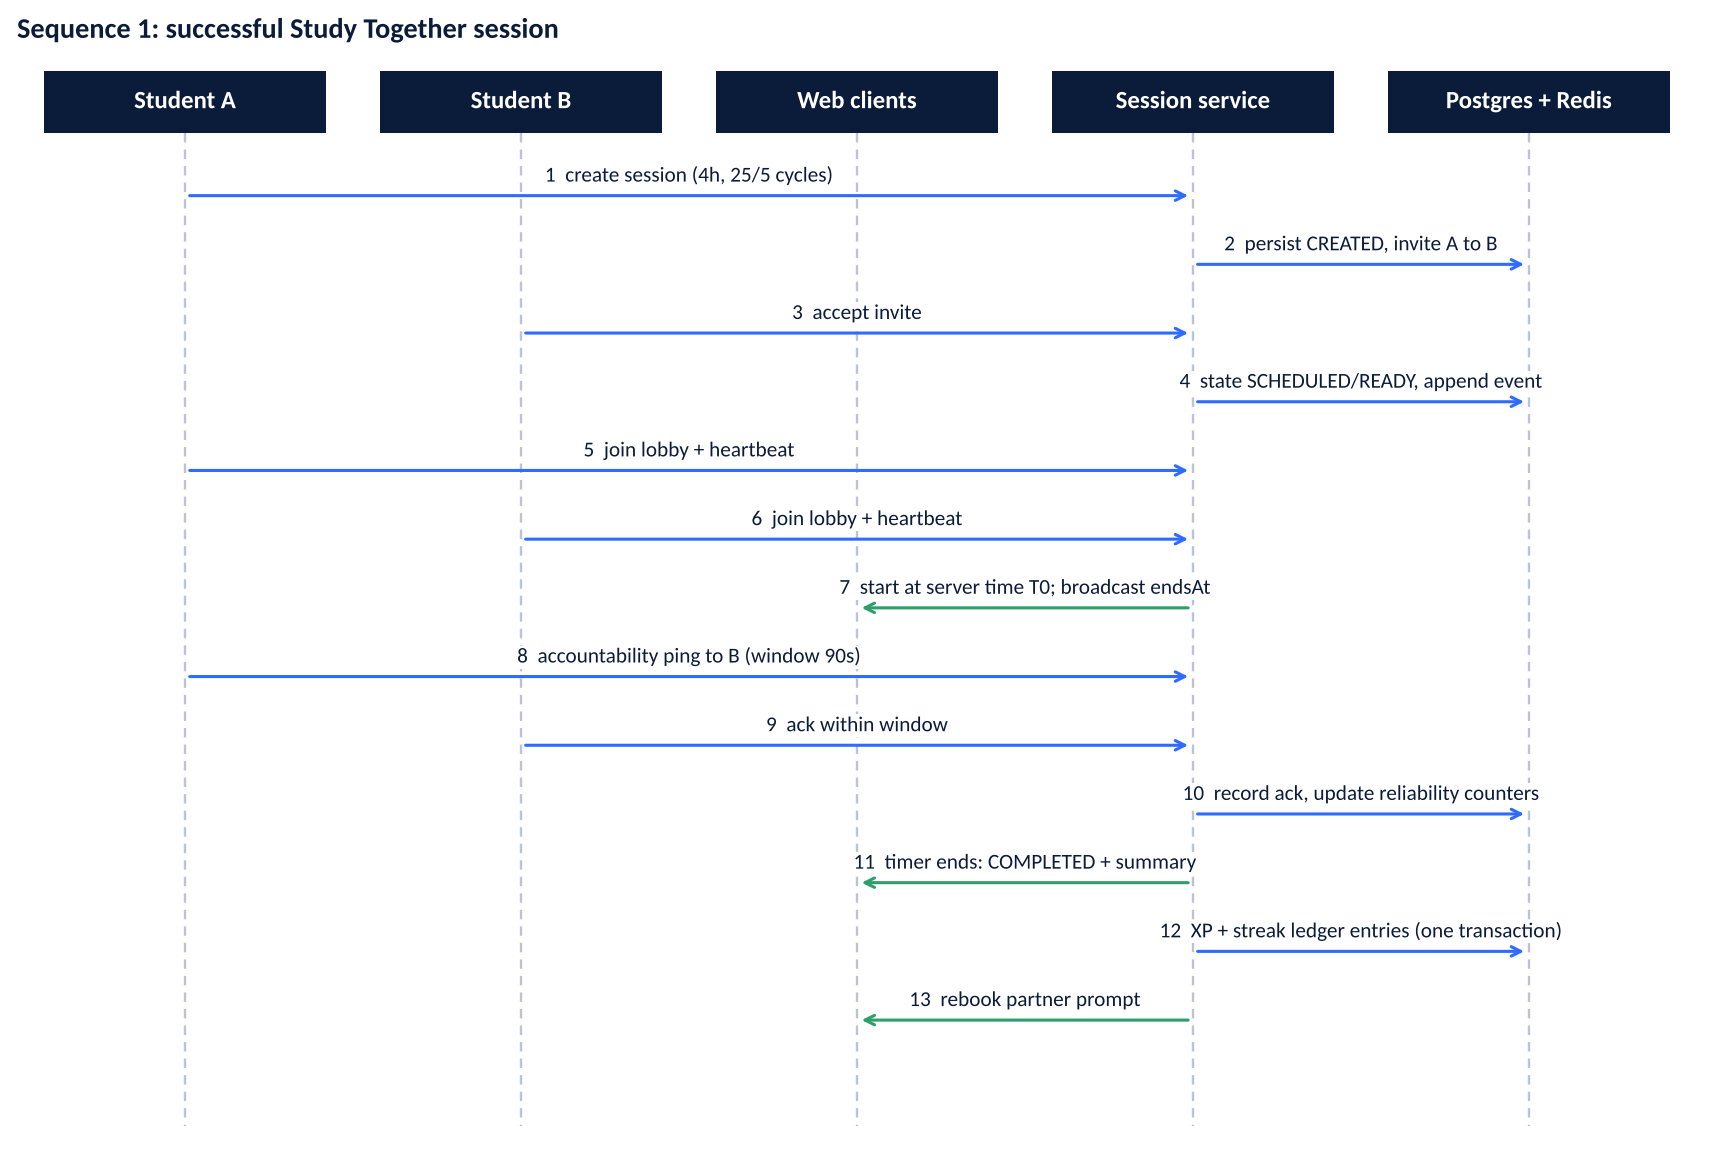 Sequence 1: successful Study Together session
Student A
Student B
Web clients
Session service
Postgres + Redis
1 create session (4h, 25/5 cycles)
2 persist CREATED, invite A to B
3 accept invite
4 state SCHEDULED/READY, append event
5 join lobby + heartbeat
6 join lobby + heartbeat
7 start at server time T0; broadcast endsAt
8 accountability ping to B (window 90s)
9 ack within window
10 record ack, update reliability counters
11 timer ends: COMPLETED + summary
12 XP + streak ledger entries (one transaction)
13 rebook partner prompt